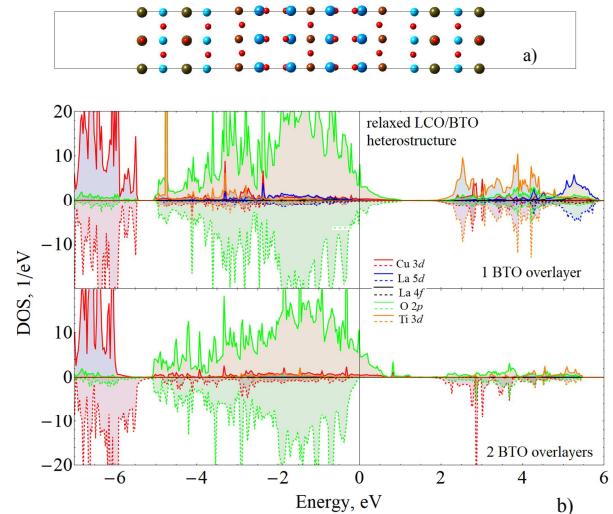 a)
20
10
0
−10
10
0
−10
−20
DOS, 1/eV
relaxed LCO/BTO
heterostructure
Cu 3d
La 5d
La 4f
O 2p
Ti 3d
1 BTO overlayer
2 BTO overlayers
−6
−4
−2
0
2
4
6
Energy, eV
b)